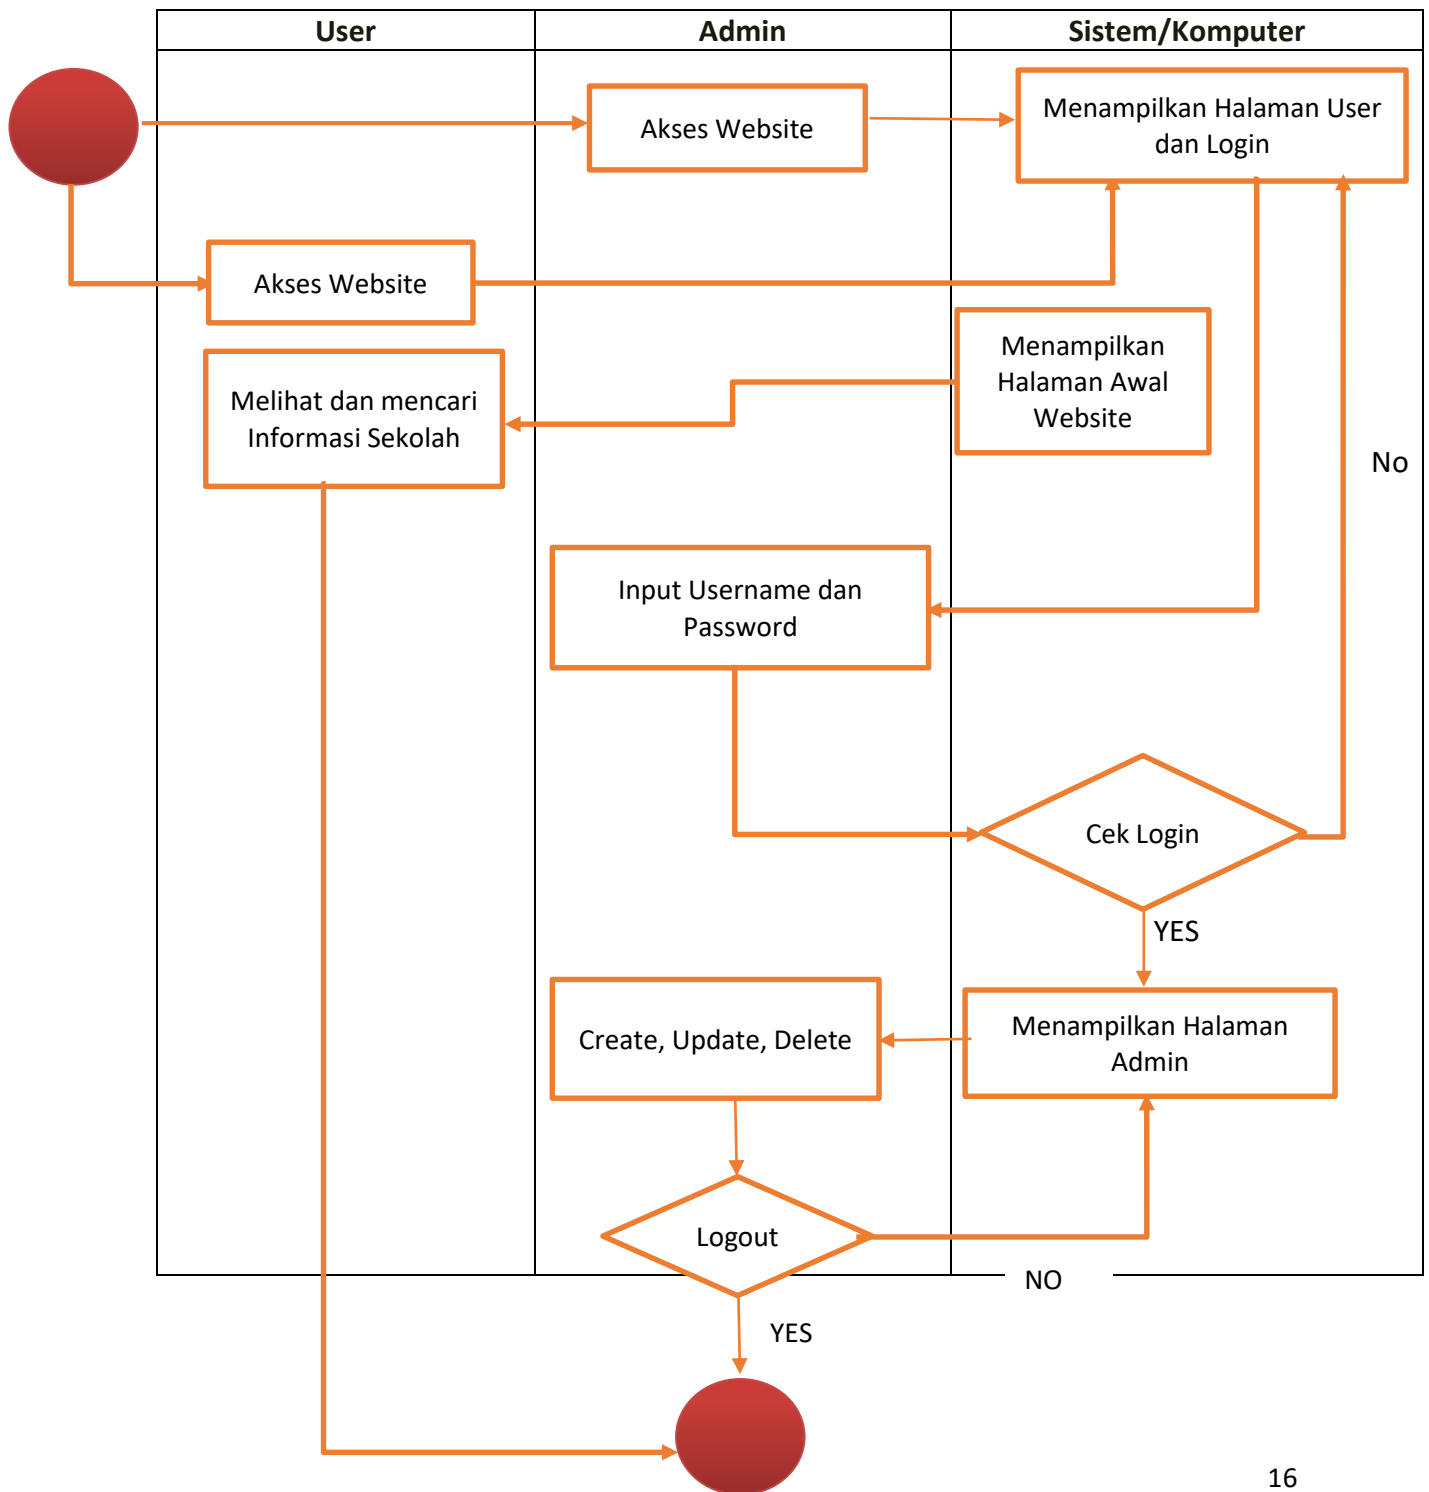 User
Admin
Sistem/Komputer
Akses Website
Menampilkan Halaman User
dan Login
Akses Website
Menampilkan
Halaman Awal
Website
Melihat dan mencari
Informasi Sekolah
No
Input Username dan
Password
Cek Login
YES
Create, Update, Delete
Menampilkan Halaman
Admin
Logout
NO
YES
16